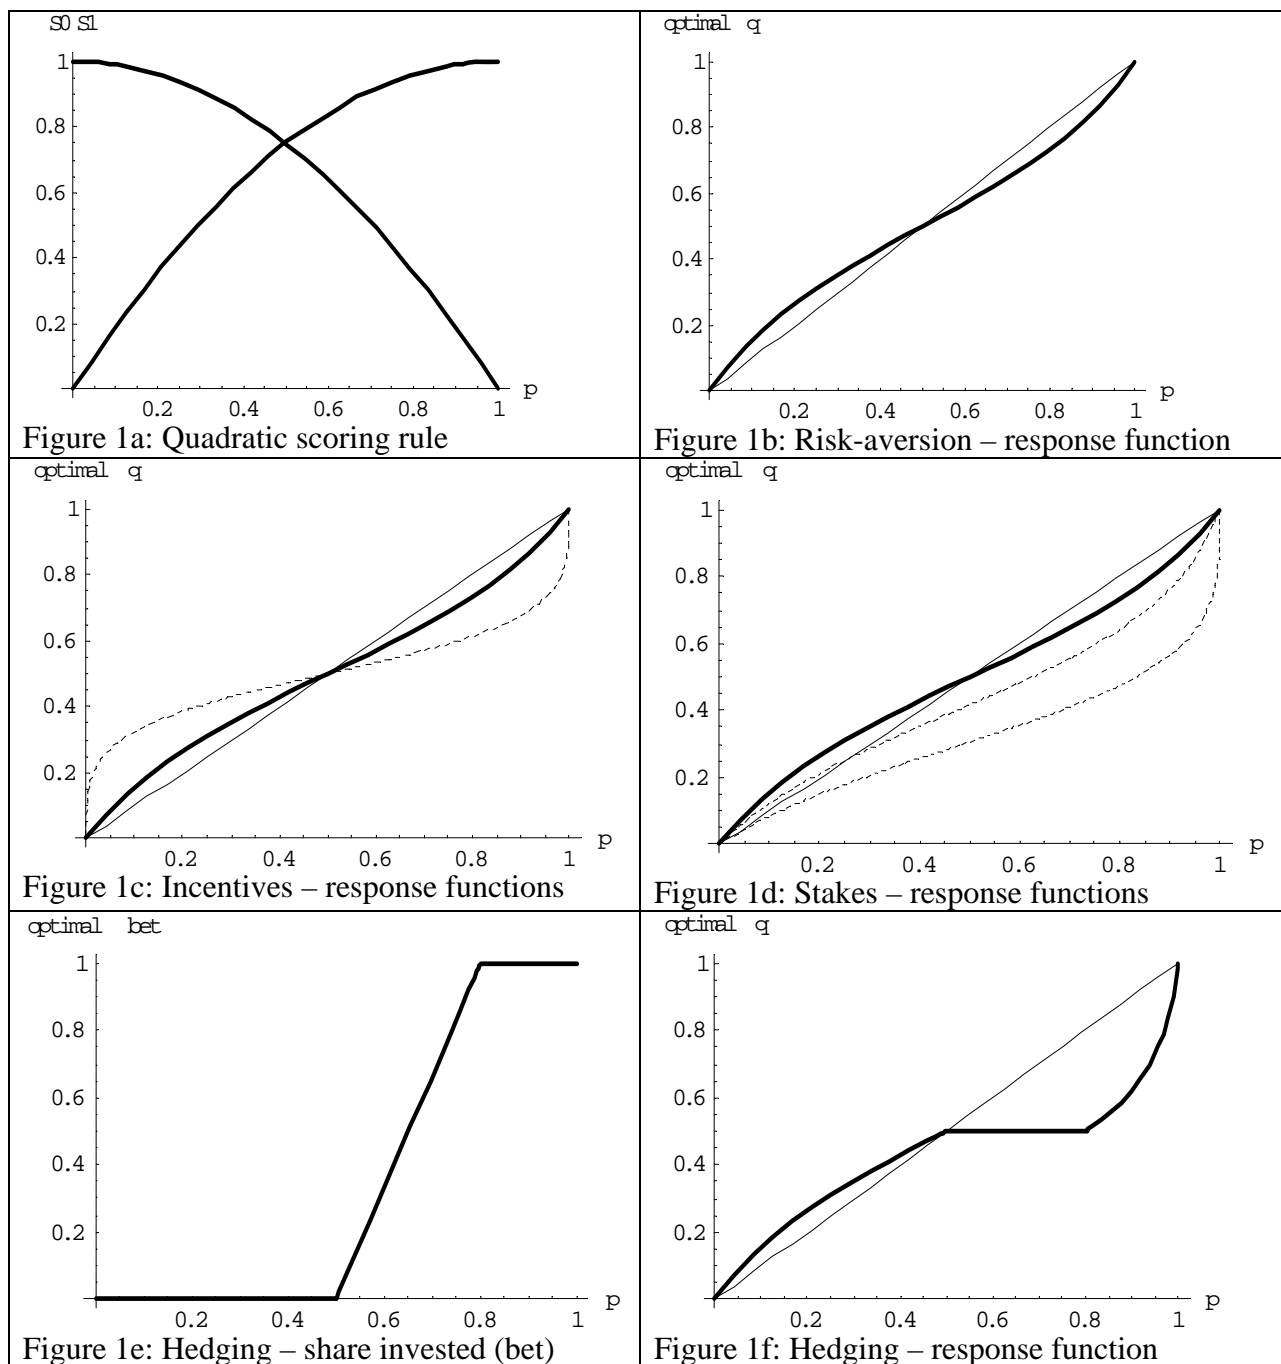 S0 S1
1
0.8
0.6
0.4
0.2
0.2 0.4 0.6 0.8 1 p
Figure 1a: Quadratic scoring rule
optimal q
1
0.8
0.6
0.4
0.2
0.2 0.4 0.6 0.8 1 p
Figure 1b: Risk-aversion – response function
optimal q
1
0.8
0.6
0.4
0.2
0.2 0.4 0.6 0.8 1 p
Figure 1c: Incentives – response functions
optimal q
1
0.8
0.6
0.4
0.2
0.2 0.4 0.6 0.8 1 p
Figure 1d: Stakes – response functions
optimal bet
1
0.8
0.6
0.4
0.2
0.2 0.4 0.6 0.8 1 p
Figure 1e: Hedging – share invested (bet)
optimal q
1
0.8
0.6
0.4
0.2
0.2 0.4 0.6 0.8 1 p
Figure 1f: Hedging – response function